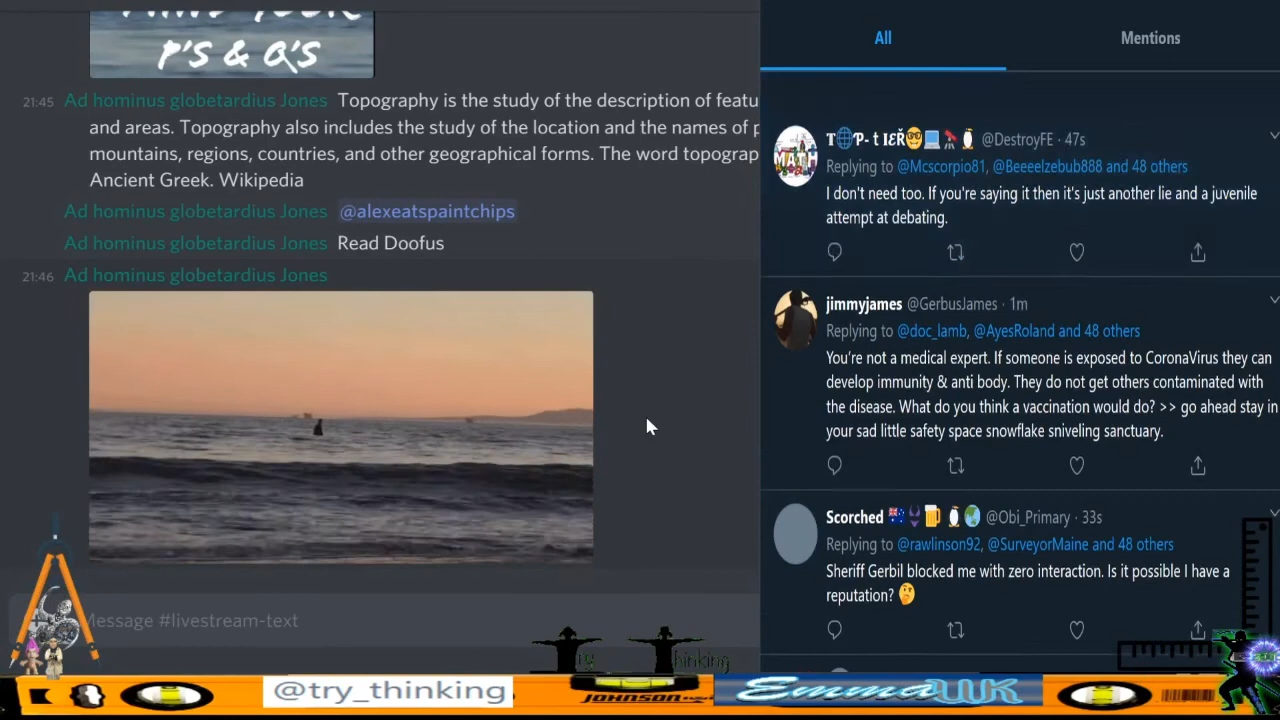 P'S & Q'S
21:45 Ad hominus globetardius Jones Topography is the study of the description of featu
and areas. Topography also includes the study of the location and the names of p
mountains, regions, countries, and other geographical forms. The word topograp
Ancient Greek. Wikipedia
Ad hominus globetardius Jones @alexeatspaintchips
Ad hominus globetardius Jones Read Doofus
21:46 Ad hominus globetardius Jones
Message #livestream-text
All Mentions
@DestroyFE · 47s
Replying to @Mcscorpio81, @Beeeelzebub888 and 48 others
I don't need too. If you're saying it then it's just another lie and a juvenile
attempt at debating.
jimmyjames @GerbusJames · 1m
Replying to @doc_lamb, @AyesRoland and 48 others
You're not a medical expert. If someone is exposed to CoronaVirus they can
develop immunity & anti body. They do not get others contaminated with
the disease. What do you think a vaccination would do? >> go ahead stay in
your sad little safety space snowflake sniveling sanctuary.
Scorched @Obi_Primary · 33s
Replying to @rawlinson92, @SurveyorMaine and 48 others
Sheriff Gerbil blocked me with zero interaction. Is it possible I have a
reputation? 🤔
MATH
Try Thinking
@try_thinking
JOHNSON
EmmaUK